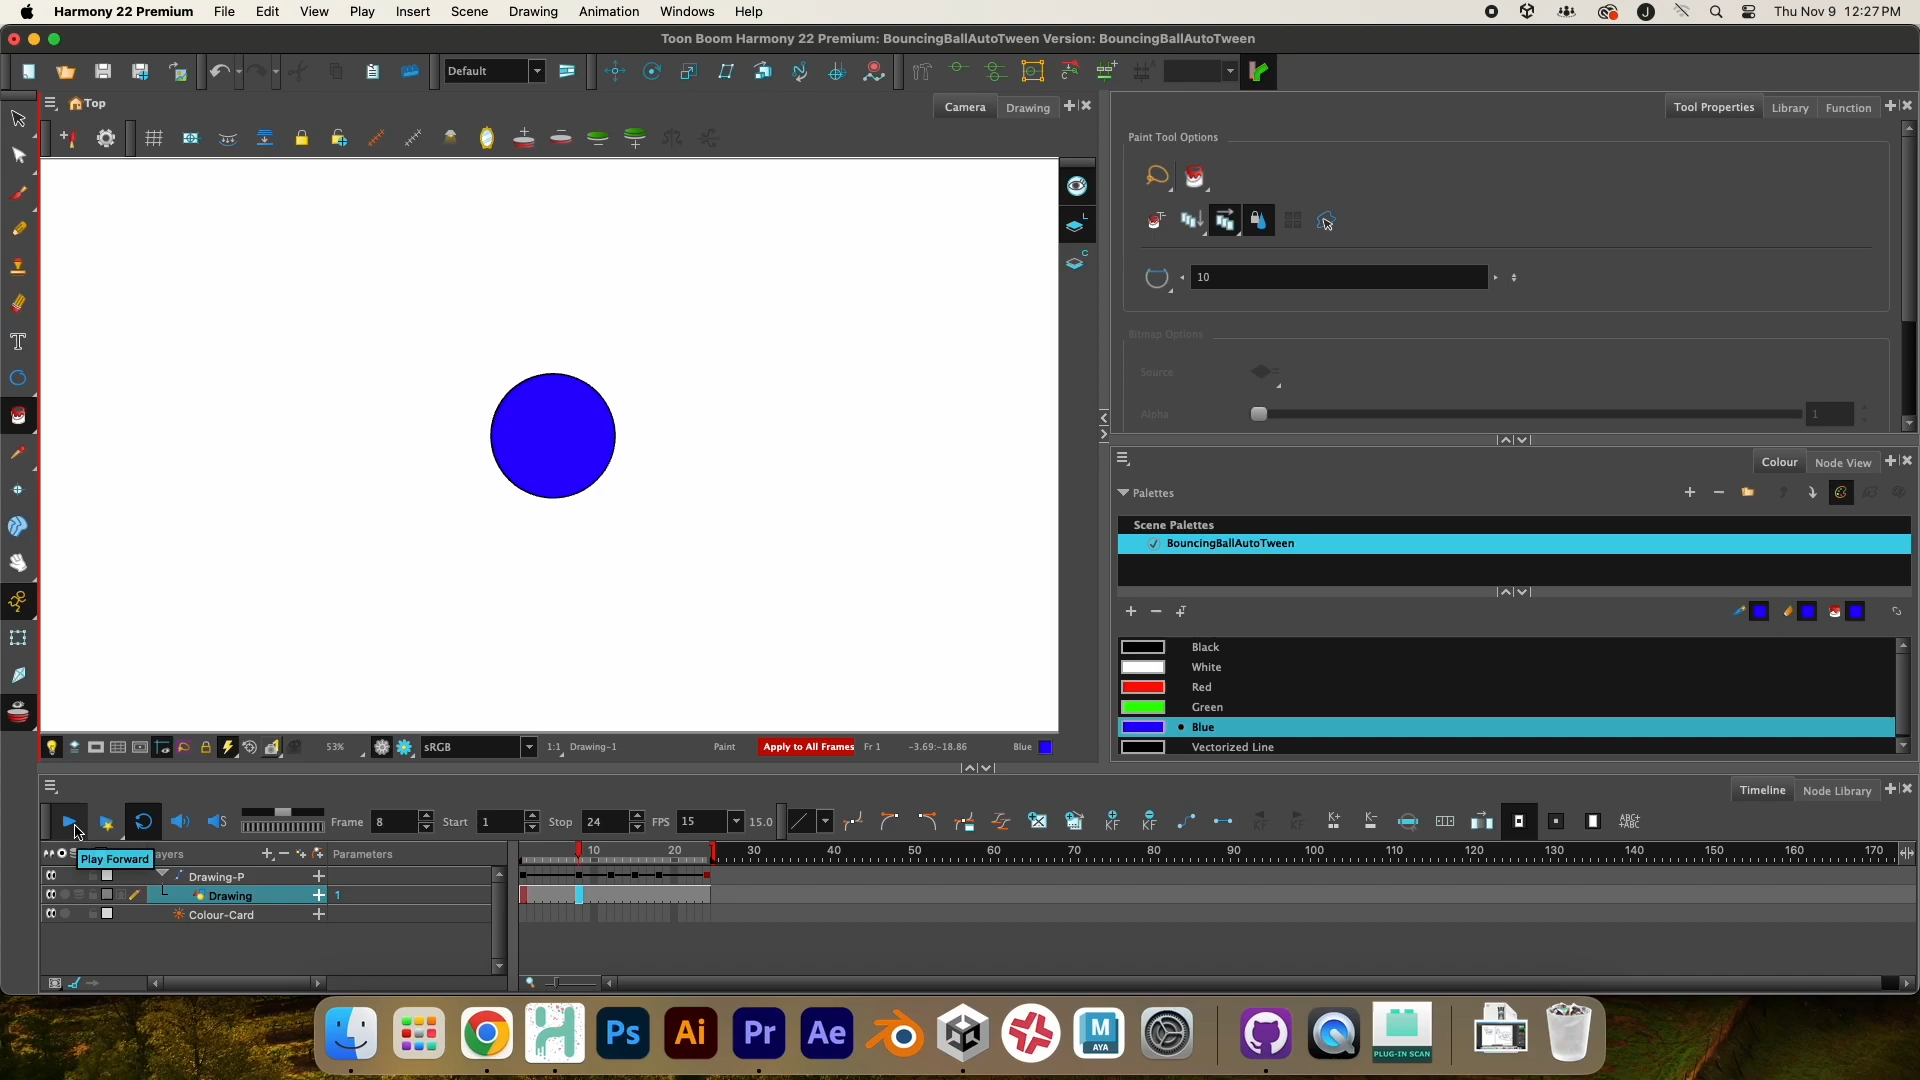 Harmony 22 Premium File Edit View Play Insert Scene Drawing Animation Windows Help J Thu Nov 9 12:27 PM
Toon Boom Harmony 22 Premium: BouncingBallAutoTween Version: BouncingBallAutoTween
Default
Top Camera Drawing Tool Properties Library Function
Paint Tool Options
10
Bitmap Options
Source
Alpha 1
Colour Node View
Palettes
Scene Palettes
BouncingBallAutoTween
Black
White
Red
Green
Blue
Vectorized Line
53% sRGB 1:1 Drawing-1 Paint Apply to All Frames Fr 1 -3.69:-18.86 Blue
Timeline Node Library
Frame 8 Start 1 Stop 24 FPS 15 15.0
Play Forward
ayers Parameters 10 20 30 40 50 60 70 80 90 100 110 120 130 140 150 160 170
Drawing-P
Drawing 1
Colour-Card
Ps Ai Pr Ae M AYA PLUG-IN SCAN